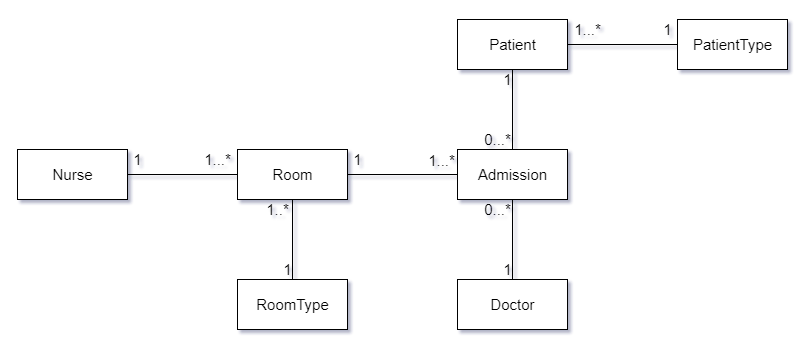 Patient
1...*
1
PatientType
1
0...*
Nurse
1
1...*
Room
1
1...*
Admission
1..*
0...*
1
1
RoomType
Doctor